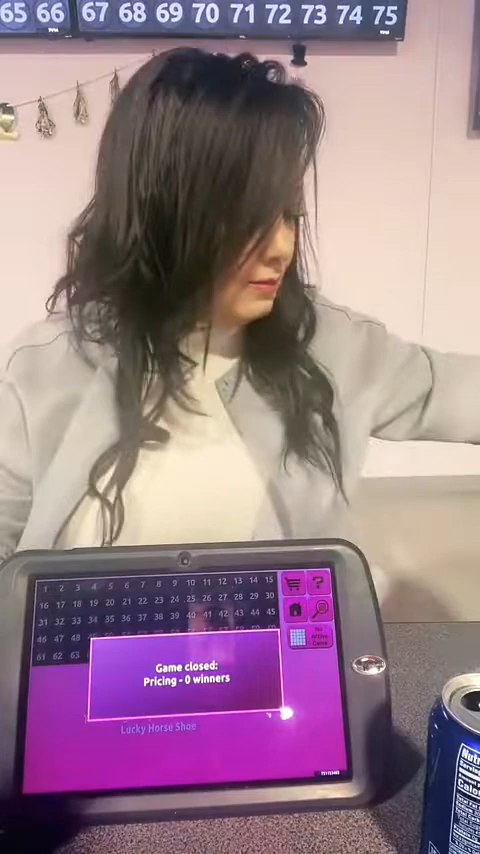 65 66 67 68 69 70 71 72 73 74 75
1 2 3 4 5 6 7 8 9 10 11 12 13 14 15
16 17 18 19 20 21 22 23 24 25 26 27 28 29 30
31 32 33 34 35 36 37 38 39 40 41 42 43 44 45
46 47 48
61 62 63
?
No
Active
Game
Game closed:
Pricing - 0 winners
Lucky Horse Shoe